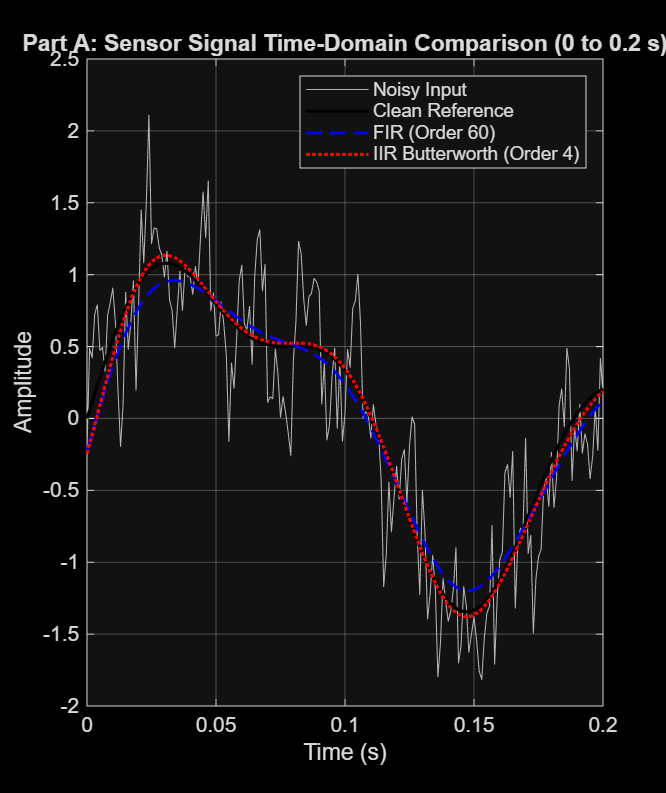 Part A: Sensor Signal Time-Domain Comparison (0 to 0.2 s)
2.5
2
1.5
1
0.5
0
-0.5
-1
-1.5
-2
Amplitude
Noisy Input
Clean Reference
FIR (Order 60)
IIR Butterworth (Order 4)
0
0.05
0.1
0.15
0.2
Time (s)